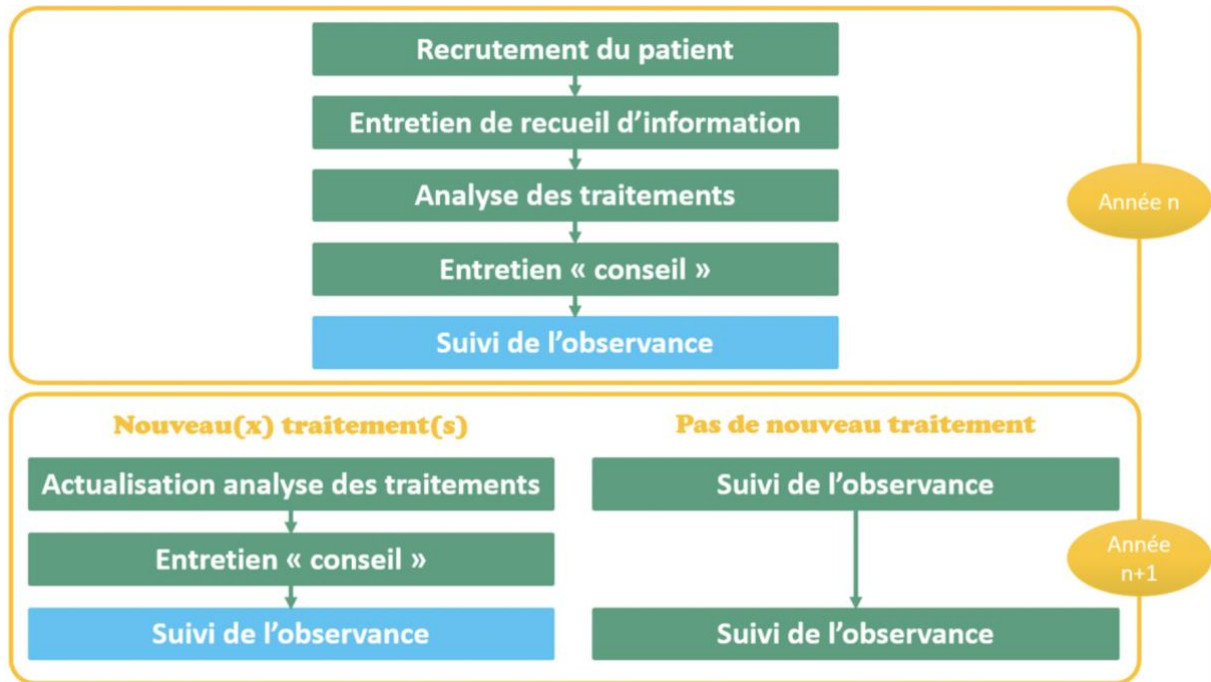 Recrutement du patient
Entretien de recueil d’information
Analyse des traitements
Entretien « conseil »
Suivi de l’observance
Année n
Nouveau(x) traitement(s)
Actualisation analyse des traitements
Entretien « conseil »
Suivi de l’observance
Pas de nouveau traitement
Suivi de l’observance
Suivi de l’observance
Année
n+1